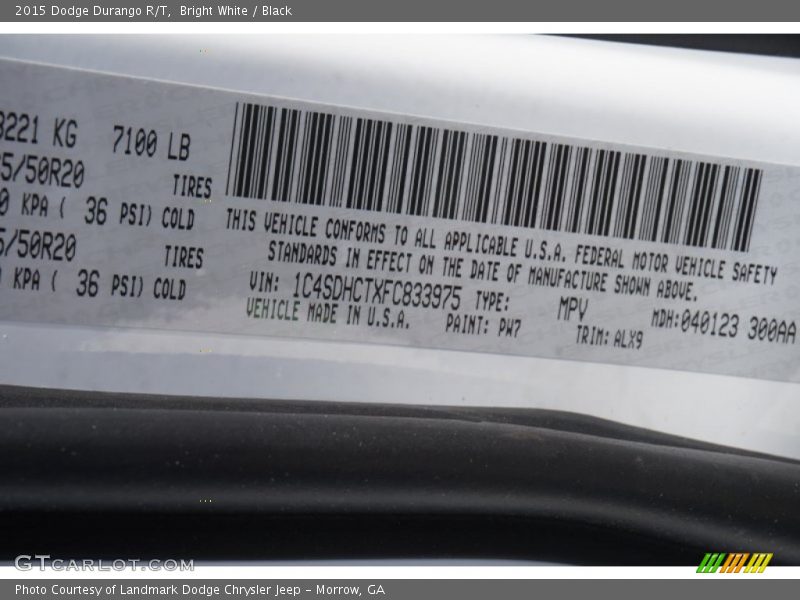 2015 Dodge Durango R/T, Bright White / Black
3221 KG 7100 LB
5/50R20 TIRES
0 KPA ( 36 PSI) COLD
5/50R20 TIRES
KPA ( 36 PSI) COLD
THIS VEHICLE CONFORMS TO ALL APPLICABLE U.S.A. FEDERAL MOTOR VEHICLE SAFETY
STANDARDS IN EFFECT ON THE DATE OF MANUFACTURE SHOWN ABOVE.
VIN: 1C4SDHCTXFC833975 TYPE: MPV MDH:040123 300AA
VEHICLE MADE IN U.S.A. PAINT: PW7 TRIM: ALX9
GTCARLOT.COM
Photo Courtesy of Landmark Dodge Chrysler Jeep – Morrow, GA